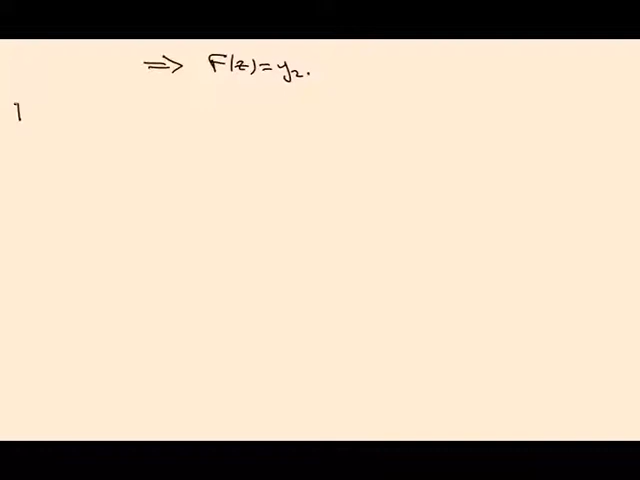 ⟹ F(z) = y₂.